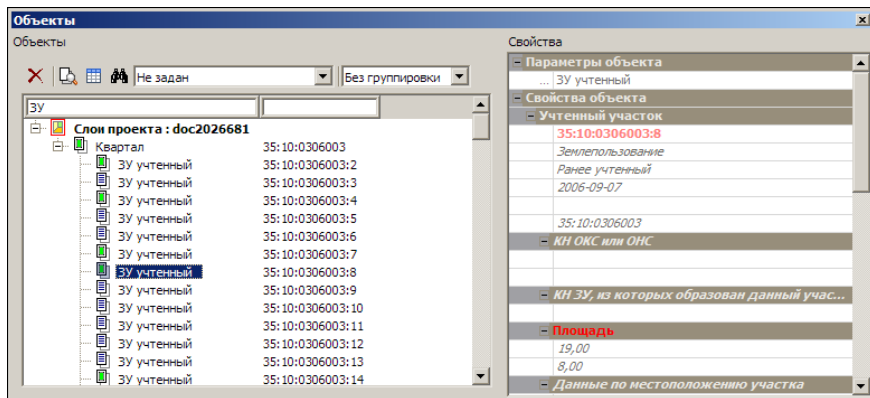 Объекты
Объекты
Не задан
Без группировки
ЗУ
Слои проекта : doc2026681
Квартал 35:10:0306003
ЗУ учтенный 35:10:0306003:2
ЗУ учтенный 35:10:0306003:3
ЗУ учтенный 35:10:0306003:4
ЗУ учтенный 35:10:0306003:5
ЗУ учтенный 35:10:0306003:6
ЗУ учтенный 35:10:0306003:7
ЗУ учтенный 35:10:0306003:8
ЗУ учтенный 35:10:0306003:9
ЗУ учтенный 35:10:0306003:10
ЗУ учтенный 35:10:0306003:11
ЗУ учтенный 35:10:0306003:12
ЗУ учтенный 35:10:0306003:13
ЗУ учтенный 35:10:0306003:14
Свойства
Параметры объекта
... ЗУ учтенный
Свойства объекта
Учтенный участок
35:10:0306003:8
Землепользование
Ранее учтенный
2006-09-07
35:10:0306003
КН ОКС или ОНС
КН ЗУ, из которых образован данный учас...
Площадь
19,00
8,00
Данные по местоположению участка